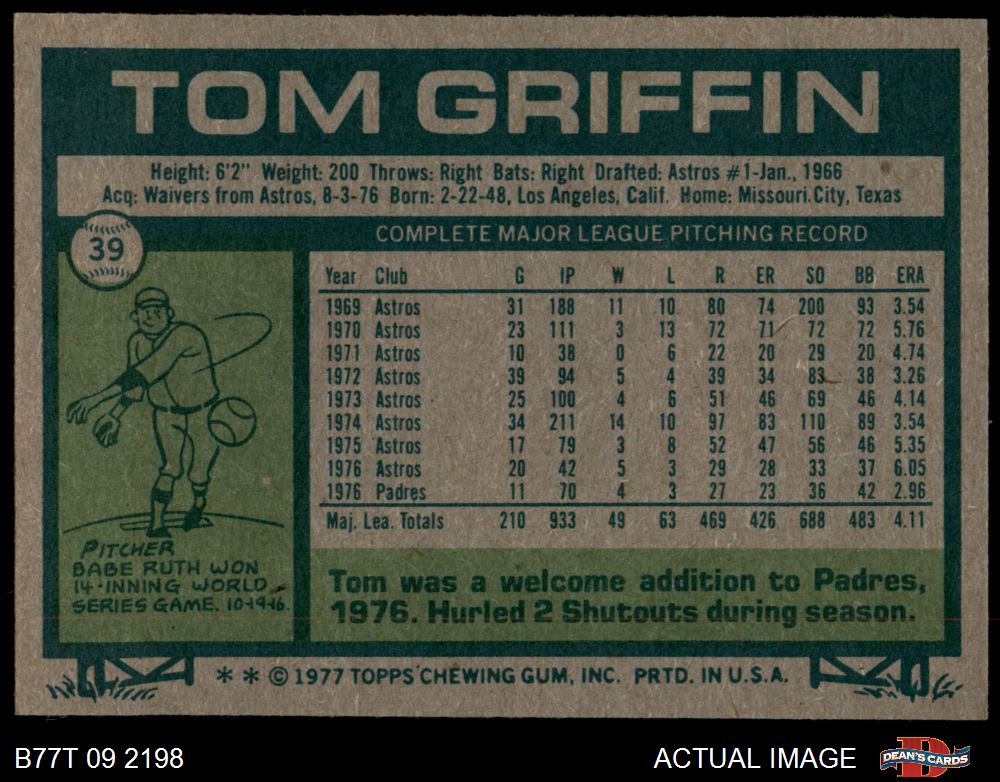 TOM GRIFFIN
Height: 6'2" Weight: 200 Throws: Right Bats: Right Drafted: Astros #1-Jan., 1966
Acq: Waivers from Astros, 8-3-76 Born: 2-22-48, Los Angeles, Calif. Home: Missouri City, Texas
39
COMPLETE MAJOR LEAGUE PITCHING RECORD
Year Club G IP W L R ER SO BB ERA
1969 Astros 31 188 11 10 80 74 200 93 3.54
1970 Astros 23 111 3 13 72 71 72 72 5.76
1971 Astros 10 38 0 6 22 20 29 20 4.74
1972 Astros 39 94 5 4 39 34 83 38 3.26
1973 Astros 25 100 4 6 51 46 69 46 4.14
1974 Astros 34 211 14 10 97 83 110 89 3.54
1975 Astros 17 79 3 8 52 47 56 46 5.35
1976 Astros 20 42 5 3 29 28 33 37 6.05
1976 Padres 11 70 4 3 27 23 36 42 2.96
Maj. Lea. Totals 210 933 49 63 469 426 688 483 4.11
PITCHER
BABE RUTH WON
14-INNING WORLD
SERIES GAME. 10-9-16.
Tom was a welcome addition to Padres,
1976. Hurled 2 Shutouts during season.
* * © 1977 TOPPS CHEWING GUM, INC. PRTD. IN U.S.A.
B77T 09 2198
ACTUAL IMAGE
DEAN'S CARDS